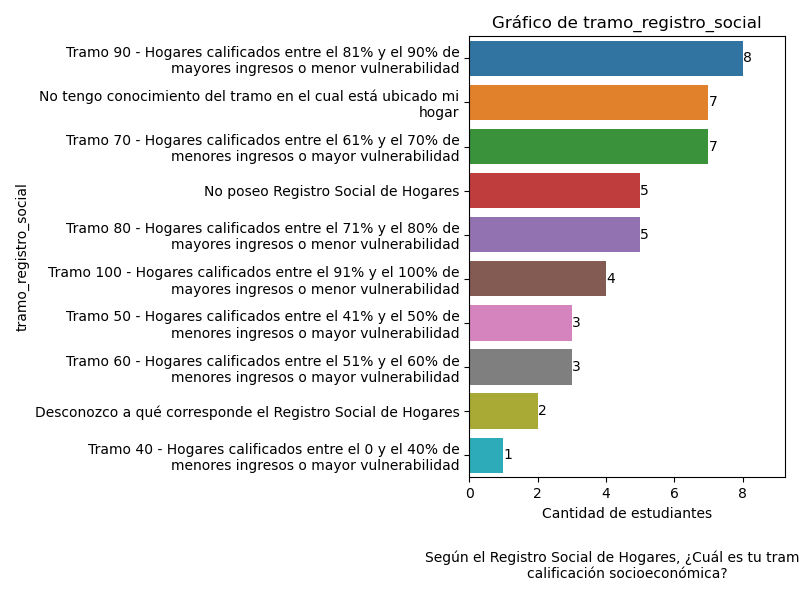 Gráfico de tramo_registro_social
Tramo 90 - Hogares calificados entre el 81% y el 90% de
mayores ingresos o menor vulnerabilidad
8
No tengo conocimiento del tramo en el cual está ubicado mi
hogar
7
Tramo 70 - Hogares calificados entre el 61% y el 70% de
menores ingresos o mayor vulnerabilidad
7
No poseo Registro Social de Hogares
5
Tramo 80 - Hogares calificados entre el 71% y el 80% de
mayores ingresos o menor vulnerabilidad
5
Tramo 100 - Hogares calificados entre el 91% y el 100% de
mayores ingresos o menor vulnerabilidad
4
Tramo 50 - Hogares calificados entre el 41% y el 50% de
menores ingresos o mayor vulnerabilidad
3
Tramo 60 - Hogares calificados entre el 51% y el 60% de
menores ingresos o mayor vulnerabilidad
3
Desconozco a qué corresponde el Registro Social de Hogares
2
Tramo 40 - Hogares calificados entre el 0 y el 40% de
menores ingresos o mayor vulnerabilidad
1
tramo_registro_social
0 2 4 6 8
Cantidad de estudiantes
Según el Registro Social de Hogares, ¿Cuál es tu tram
calificación socioeconómica?